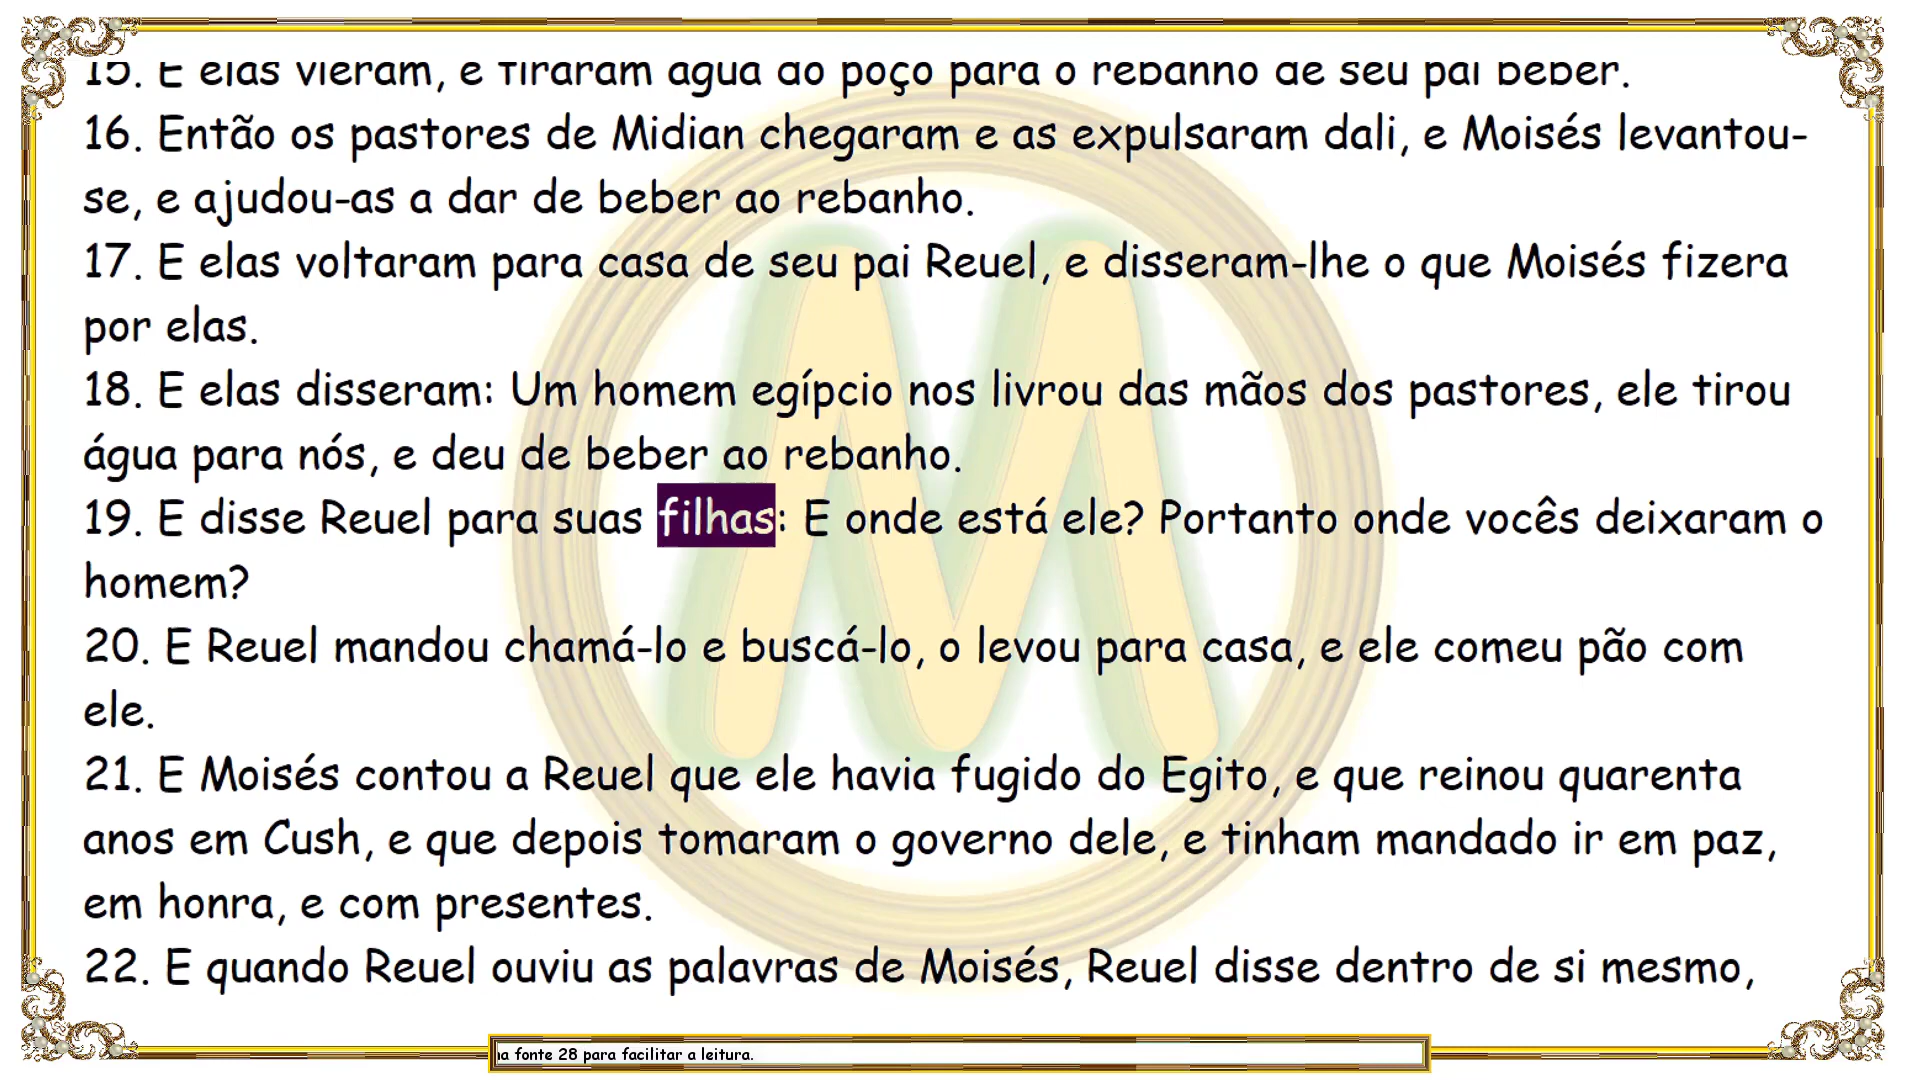 15. E elas vieram, e tiraram água do poço para o rebanho de seu pai beber.
16. Então os pastores de Midian chegaram e as expulsaram dali, e Moisés levantou-
se, e ajudou-as a dar de beber ao rebanho.
17. E elas voltaram para casa de seu pai Reuel, e disseram-lhe o que Moisés fizera
por elas.
18. E elas disseram: Um homem egípcio nos livrou das mãos dos pastores, ele tirou
água para nós, e deu de beber ao rebanho.
19. E disse Reuel para suas filhas: E onde está ele? Portanto onde vocês deixaram o
homem?
20. E Reuel mandou chamá-lo e buscá-lo, o levou para casa, e ele comeu pão com
ele.
21. E Moisés contou a Reuel que ele havia fugido do Egito, e que reinou quarenta
anos em Cush, e que depois tomaram o governo dele, e tinham mandado ir em paz,
em honra, e com presentes.
22. E quando Reuel ouviu as palavras de Moisés, Reuel disse dentro de si mesmo,
fonte 28 para facilitar a leitura.
M